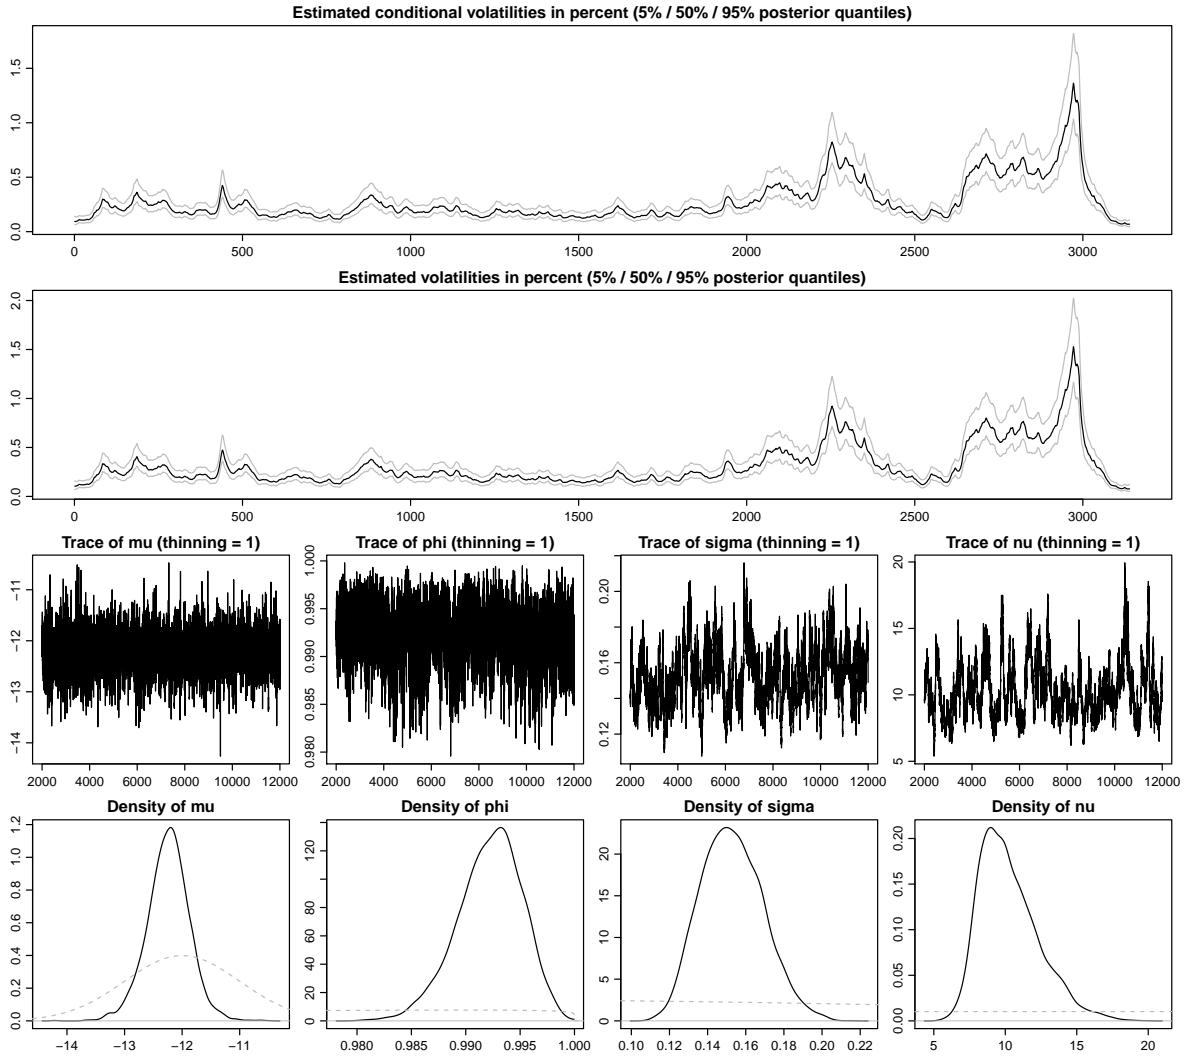 Estimated conditional volatilities in percent (5% / 50% / 95% posterior quantiles)
0.0 0.5 1.0 1.5
0 500 1000 1500 2000 2500 3000
Estimated volatilities in percent (5% / 50% / 95% posterior quantiles)
0.0 0.5 1.0 1.5 2.0
0 500 1000 1500 2000 2500 3000
Trace of mu (thinning = 1) Trace of phi (thinning = 1) Trace of sigma (thinning = 1) Trace of nu (thinning = 1)
−14 −13 −12 −11
0.980 0.985 0.990 0.995 1.000
0.12 0.16 0.20
5 10 15 20
2000 4000 6000 8000 10000 12000
2000 4000 6000 8000 10000 12000
2000 4000 6000 8000 10000 12000
2000 4000 6000 8000 10000 12000
Density of mu Density of phi Density of sigma Density of nu
0.0 0.2 0.4 0.6 0.8 1.0 1.2
0 20 40 60 80 120
0 5 10 15 20
0.00 0.05 0.10 0.15 0.20
−14 −13 −12 −11
0.980 0.985 0.990 0.995 1.000
0.10 0.12 0.14 0.16 0.18 0.20 0.22
5 10 15 20